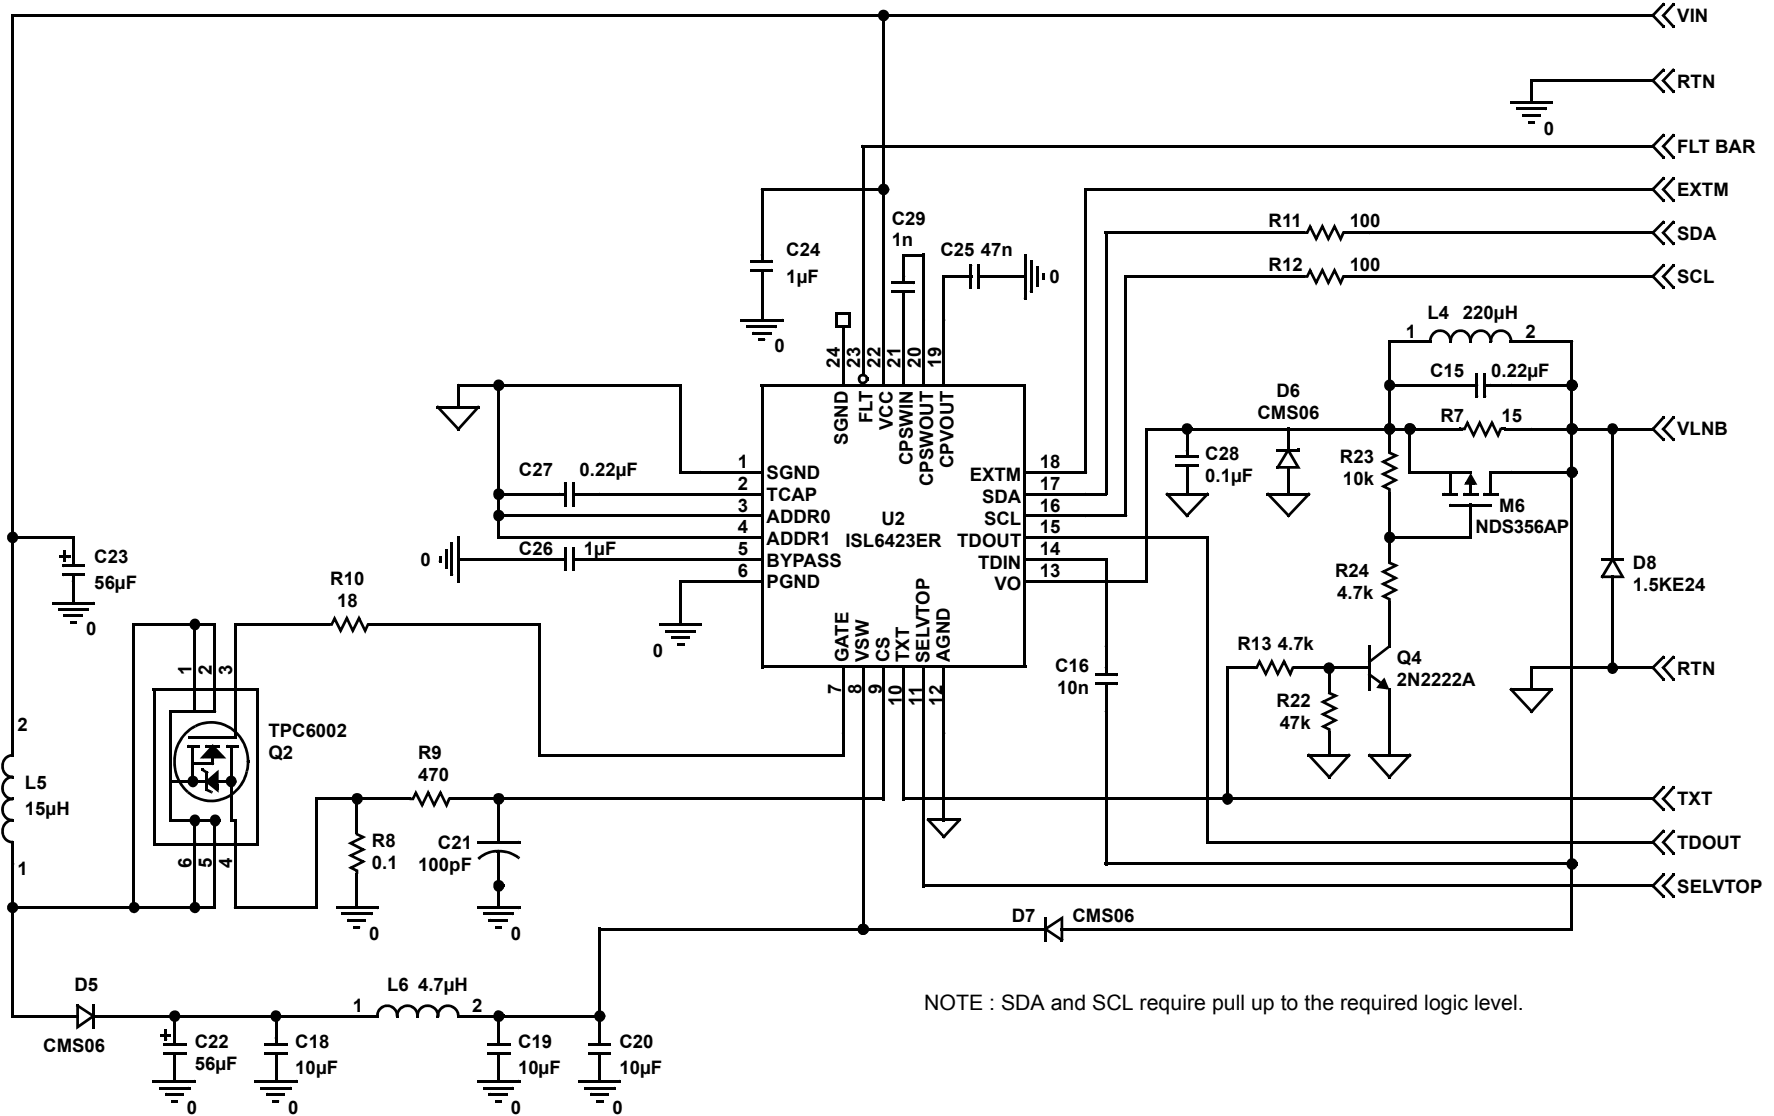 VIN
RTN
0
FLT BAR
EXTM
R11 100
SDA
R12 100
SCL
C29
1n
C25 47n
0
C24
1µF
0
L4 220µH
1 2
C15 0.22µF
R7 15
VLNB
D6
CMS06
C28
0.1µF
R23
10k
M6
NDS356AP
24
23
22
21
20
19
SGND
FLT
VCC
CPSWIN
CPSWOUT
CPVOUT
1 SGND
2 TCAP
3 ADDR0
4 ADDR1
5 BYPASS
6 PGND
C27 0.22µF
0 C26 1µF
0
U2
ISL6423ER
EXTM 18
SDA 17
SCL 16
TDOUT 15
TDIN 14
VO 13
GATE
VSW
CS
TXT
SELVTOP
AGND
7
8
9
10
11
12
C23
56µF
0
R10
18
1
2
3
TPC6002
Q2
6
5
4
2
L5
15µH
1
R9
470
R8
0.1
0
C21
100pF
0
C16
10n
R24
4.7k
D8
1.5KE24
R13 4.7k
Q4
2N2222A
R22
47k
RTN
TXT
TDOUT
SELVTOP
D7 CMS06
D5
CMS06
L6 4.7µH
1 2
C22
56µF
0
C18
10µF
0
C19
10µF
0
C20
10µF
0
NOTE : SDA and SCL require pull up to the required logic level.